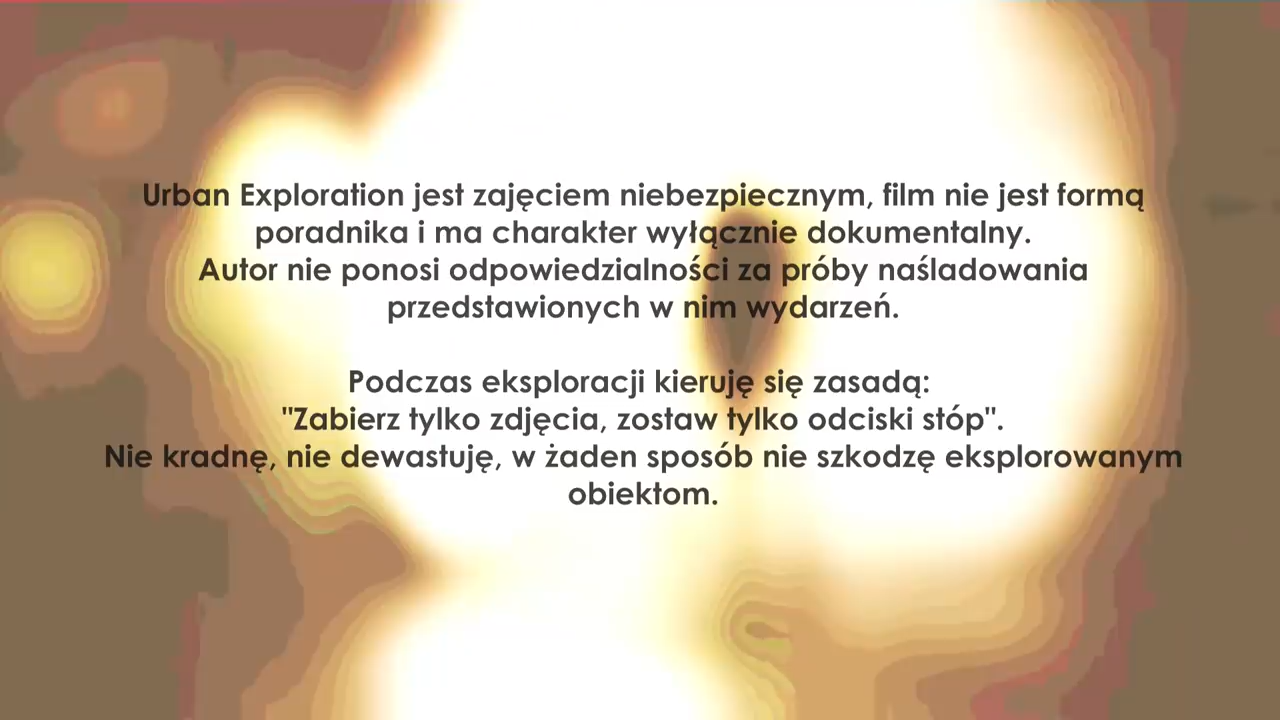 Urban Exploration jest zajęciem niebezpiecznym, film nie jest formą
poradnika i ma charakter wyłącznie dokumentalny.
Autor nie ponosi odpowiedzialności za próby naśladowania
przedstawionych w nim wydarzeń.
Podczas eksploracji kieruję się zasadą:
"Zabierz tylko zdjęcia, zostaw tylko odciski stóp".
Nie kradnę, nie dewastuję, w żaden sposób nie szkodzę eksplorowanym
obiektom.